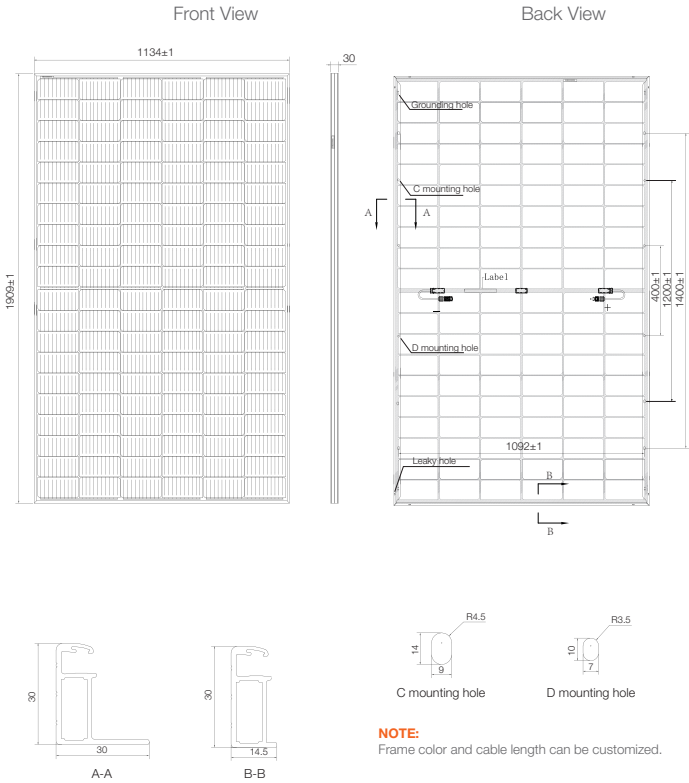 Front View
Back View
1134±1
30
1909±1
Grounding hole
C mounting hole
A
A
Label
400±1
1200±1
1400±1
−
+
D mounting hole
1092±1
Leaky hole
B
B
30
30
A-A
30
14.5
B-B
R4.5
14
9
C mounting hole
R3.5
10
7
D mounting hole
NOTE:
Frame color and cable length can be customized.